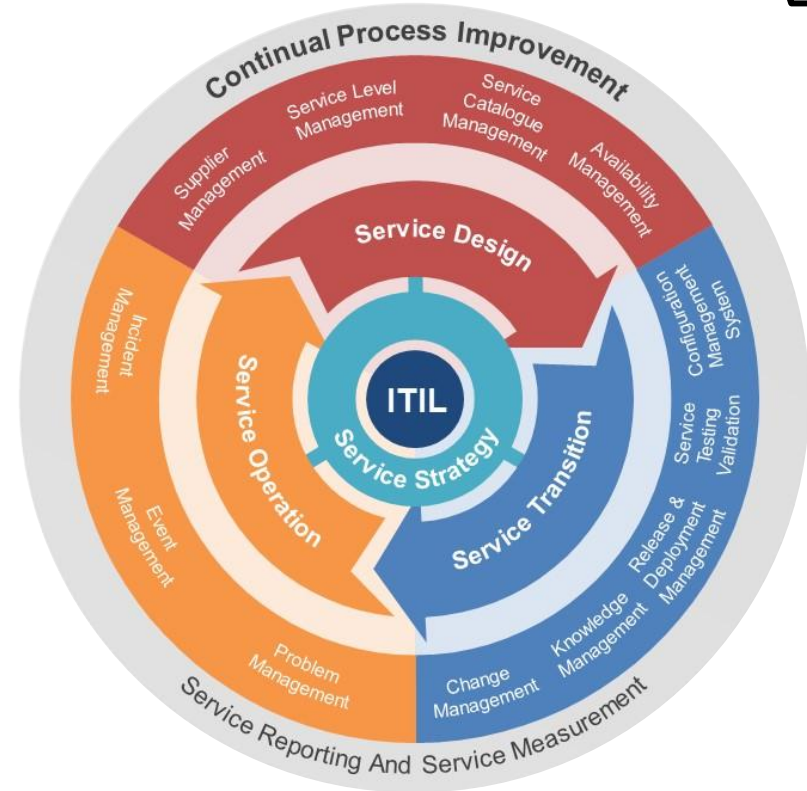 Continual Process Improvement
Supplier
Management
Service Level
Management
Service
Catalogue
Management
Availability
Management
Configuration
Management
System
Service
Testing
Validation
Release &
Deployment
Management
Knowledge
Management
Change
Management
Problem
Management
Event
Management
Incident
Management
Service Design
Service Transition
Service Operation
Service Strategy
ITIL
Service Reporting And Service Measurement